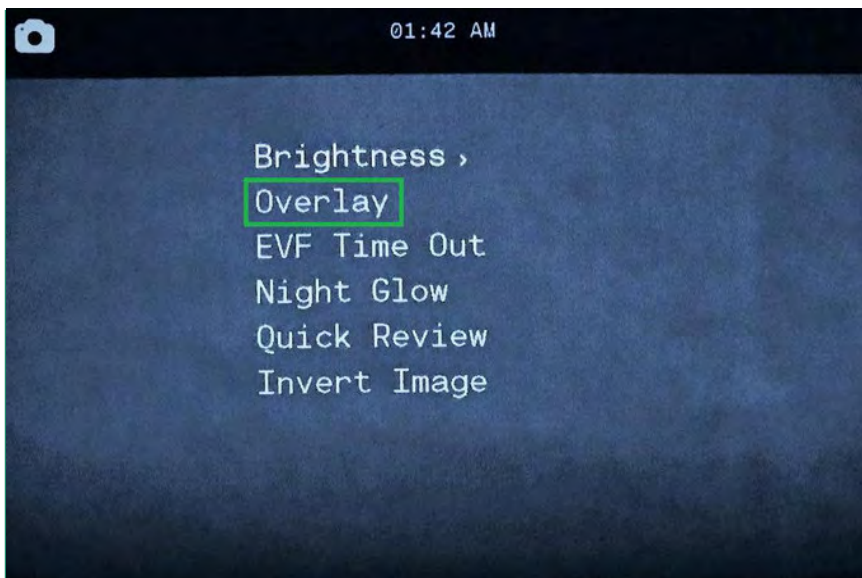 01:42 AM
Brightness ›
Overlay
EVF Time Out
Night Glow
Quick Review
Invert Image